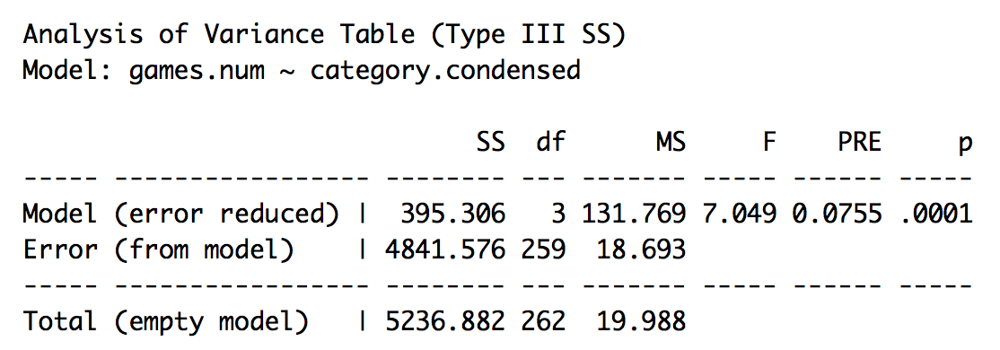 Analysis of Variance Table (Type III SS)
Model: games.num ~ category.condensed

                              SS  df      MS     F    PRE     p
----- ----------------- -------- --- ------- ----- ------ -----
Model (error reduced) |  395.306   3 131.769 7.049 0.0755 .0001
Error (from model)    | 4841.576 259  18.693
----- ----------------- -------- --- ------- ----- ------ -----
Total (empty model)   | 5236.882 262  19.988